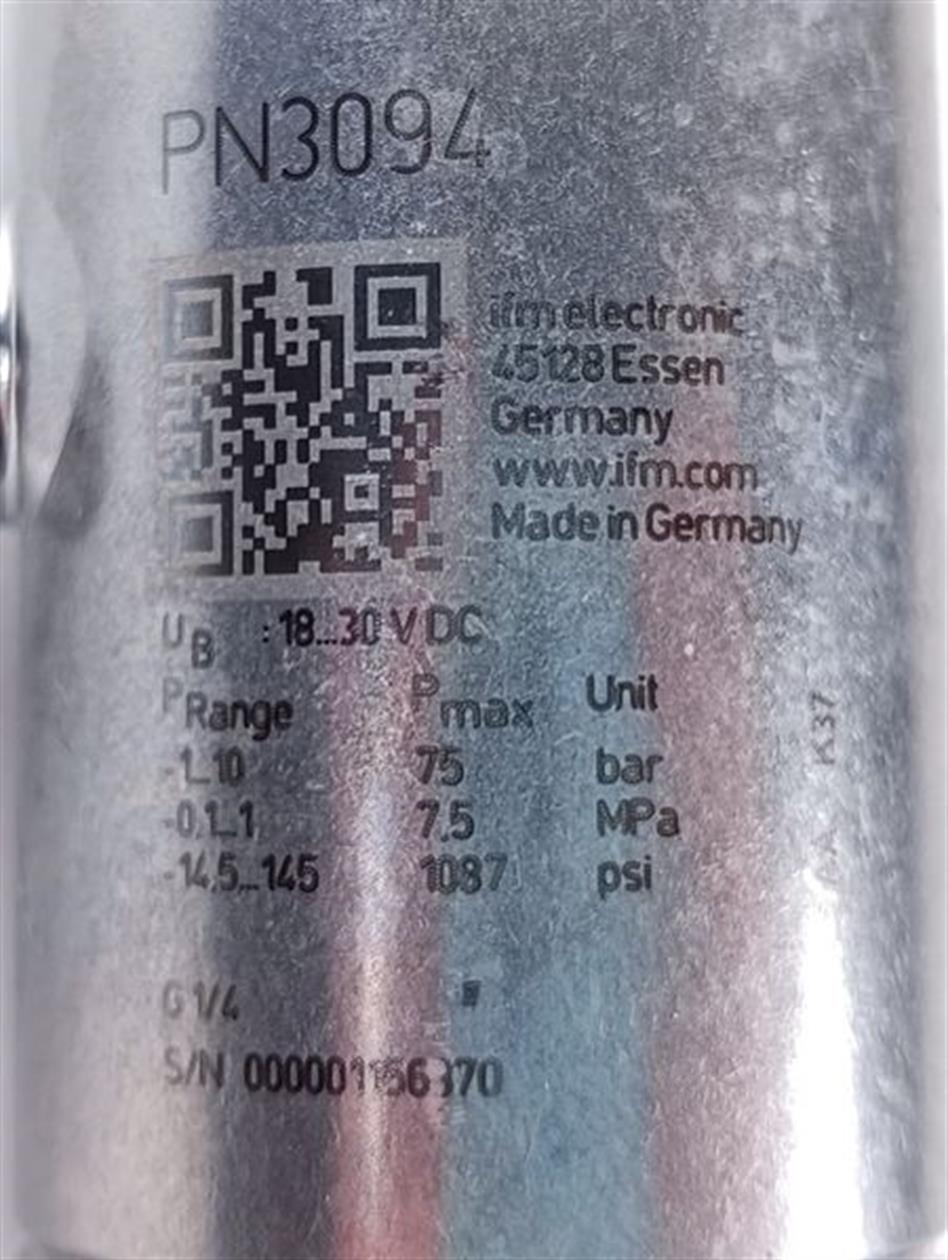 PN3094
ifm electronic
45128 Essen
Germany
www.ifm.com
Made in Germany
UB : 18...30 V DC
PRange Pmax Unit
-1...10 75 bar
-0,1...1 7,5 MPa
-14,5...145 1087 psi
G 1/4
S/N
K37